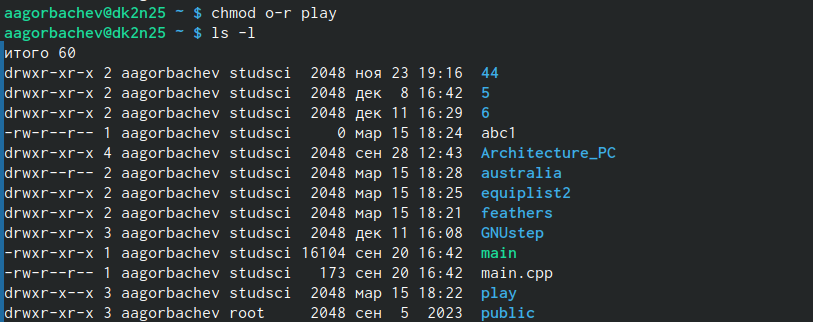 aagorbachev@dk2n25 ~ $ chmod o-r play
aagorbachev@dk2n25 ~ $ ls -l
итого 60
drwxr-xr-x 2 aagorbachev studsci  2048 ноя 23 19:16  44
drwxr-xr-x 2 aagorbachev studsci  2048 дек  8 16:42  5
drwxr-xr-x 2 aagorbachev studsci  2048 дек 11 16:29  6
-rw-r--r-- 1 aagorbachev studsci     0 мар 15 18:24  abc1
drwxr-xr-x 4 aagorbachev studsci  2048 сен 28 12:43  Architecture_PC
drwxr--r-- 2 aagorbachev studsci  2048 мар 15 18:28  australia
drwxr-xr-x 2 aagorbachev studsci  2048 мар 15 18:25  equiplist2
drwxr-xr-x 2 aagorbachev studsci  2048 мар 15 18:21  feathers
drwxr-xr-x 3 aagorbachev studsci  2048 дек 11 16:08  GNUstep
-rwxr-xr-x 1 aagorbachev studsci 16104 сен 20 16:42  main
-rw-r--r-- 1 aagorbachev studsci   173 сен 20 16:42  main.cpp
drwxr-x--x 3 aagorbachev studsci  2048 мар 15 18:22  play
drwxr-xr-x 3 aagorbachev root     2048 сен  5  2023  public